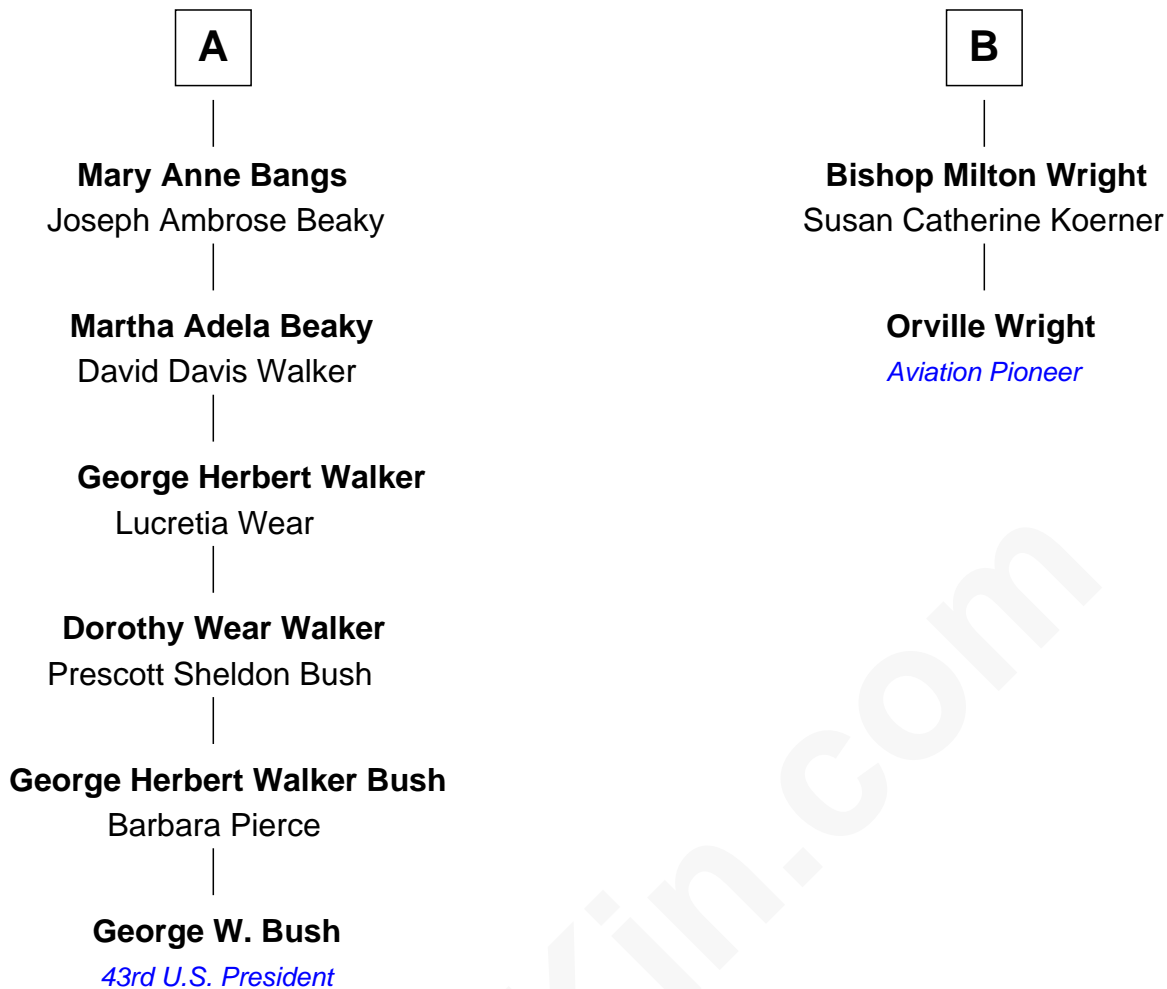 A
Mary Anne Bangs
Joseph Ambrose Beaky
Martha Adela Beaky
David Davis Walker
George Herbert Walker
Lucretia Wear
Dorothy Wear Walker
Prescott Sheldon Bush
George Herbert Walker Bush
Barbara Pierce
George W. Bush
43rd U.S. President
B
Bishop Milton Wright
Susan Catherine Koerner
Orville Wright
Aviation Pioneer
Kin.com